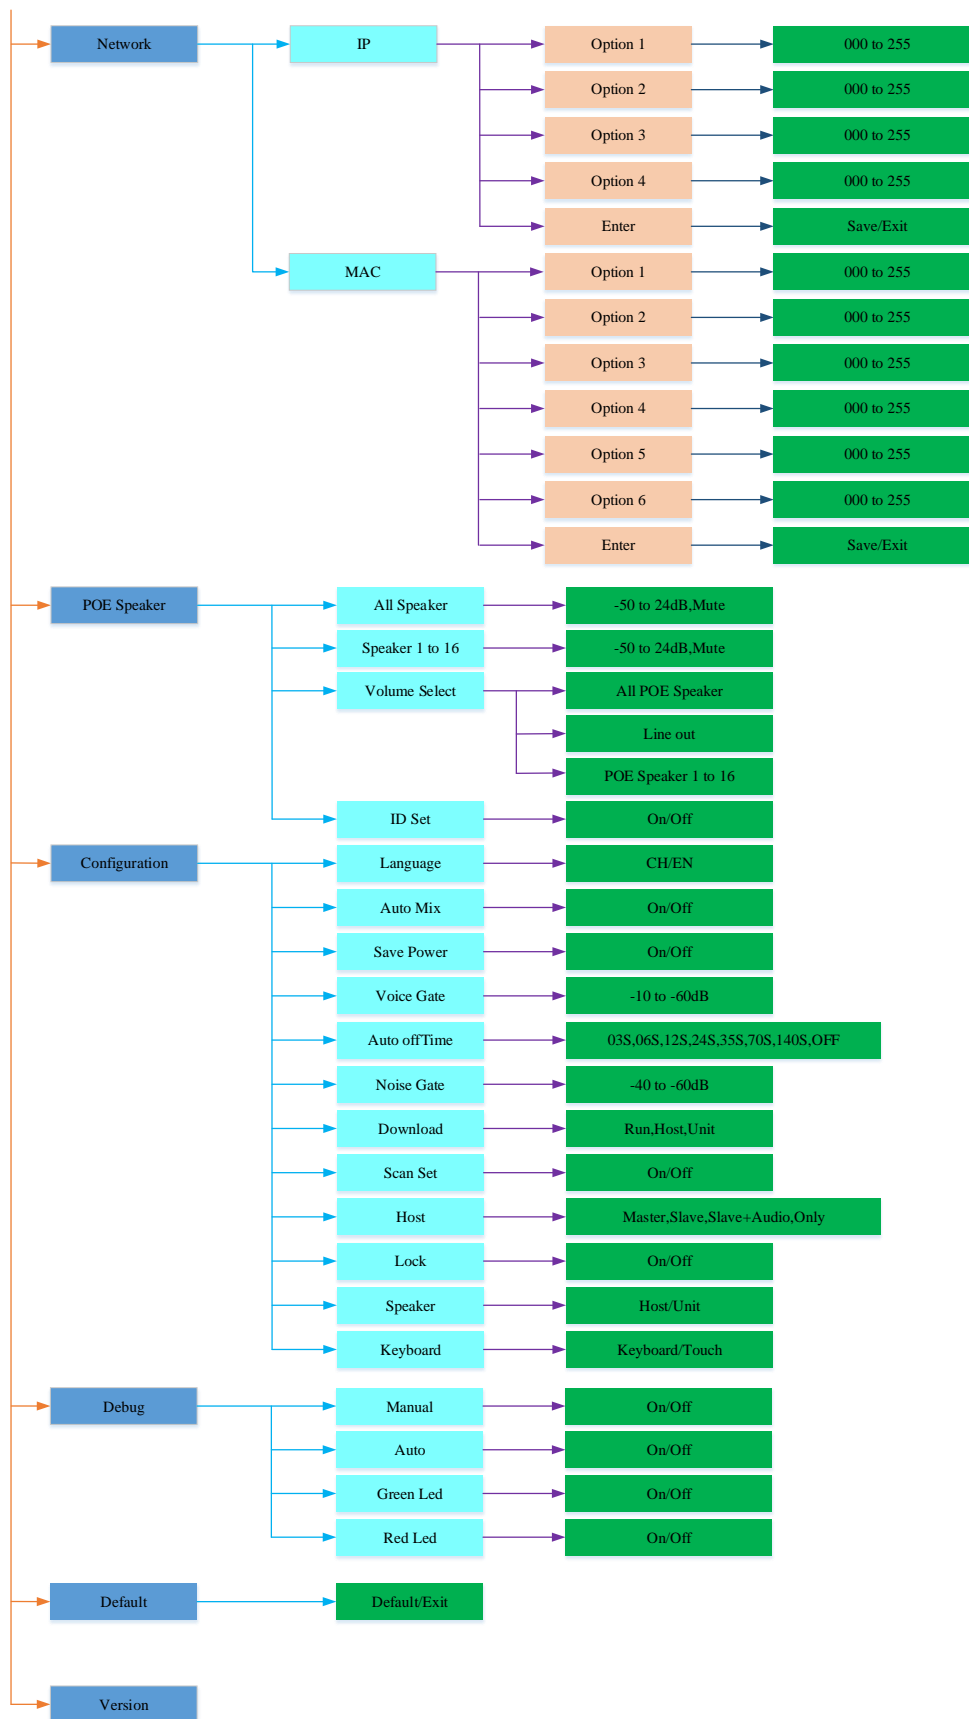 Network IP Option 1 000 to 255
Option 2 000 to 255
Option 3 000 to 255
Option 4 000 to 255
Enter Save/Exit
MAC Option 1 000 to 255
Option 2 000 to 255
Option 3 000 to 255
Option 4 000 to 255
Option 5 000 to 255
Option 6 000 to 255
Enter Save/Exit
POE Speaker All Speaker -50 to 24dB,Mute
Speaker 1 to 16 -50 to 24dB,Mute
Volume Select All POE Speaker
Line out
POE Speaker 1 to 16
ID Set On/Off
Configuration Language CH/EN
Auto Mix On/Off
Save Power On/Off
Voice Gate -10 to -60dB
Auto offTime 03S,06S,12S,24S,35S,70S,140S,OFF
Noise Gate -40 to -60dB
Download Run,Host,Unit
Scan Set On/Off
Host Master,Slave,Slave+Audio,Only
Lock On/Off
Speaker Host/Unit
Keyboard Keyboard/Touch
Debug Manual On/Off
Auto On/Off
Green Led On/Off
Red Led On/Off
Default Default/Exit
Version